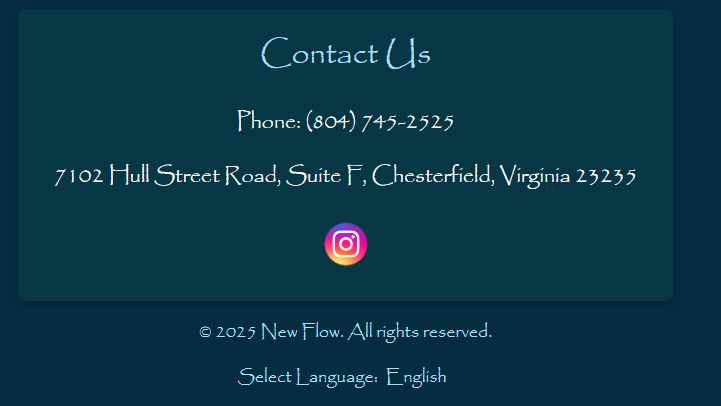 Contact Us
Phone: (804) 745-2525
7102 Hull Street Road, Suite F, Chesterfield, Virginia 23235
© 2025 New Flow. All rights reserved.
Select Language: English